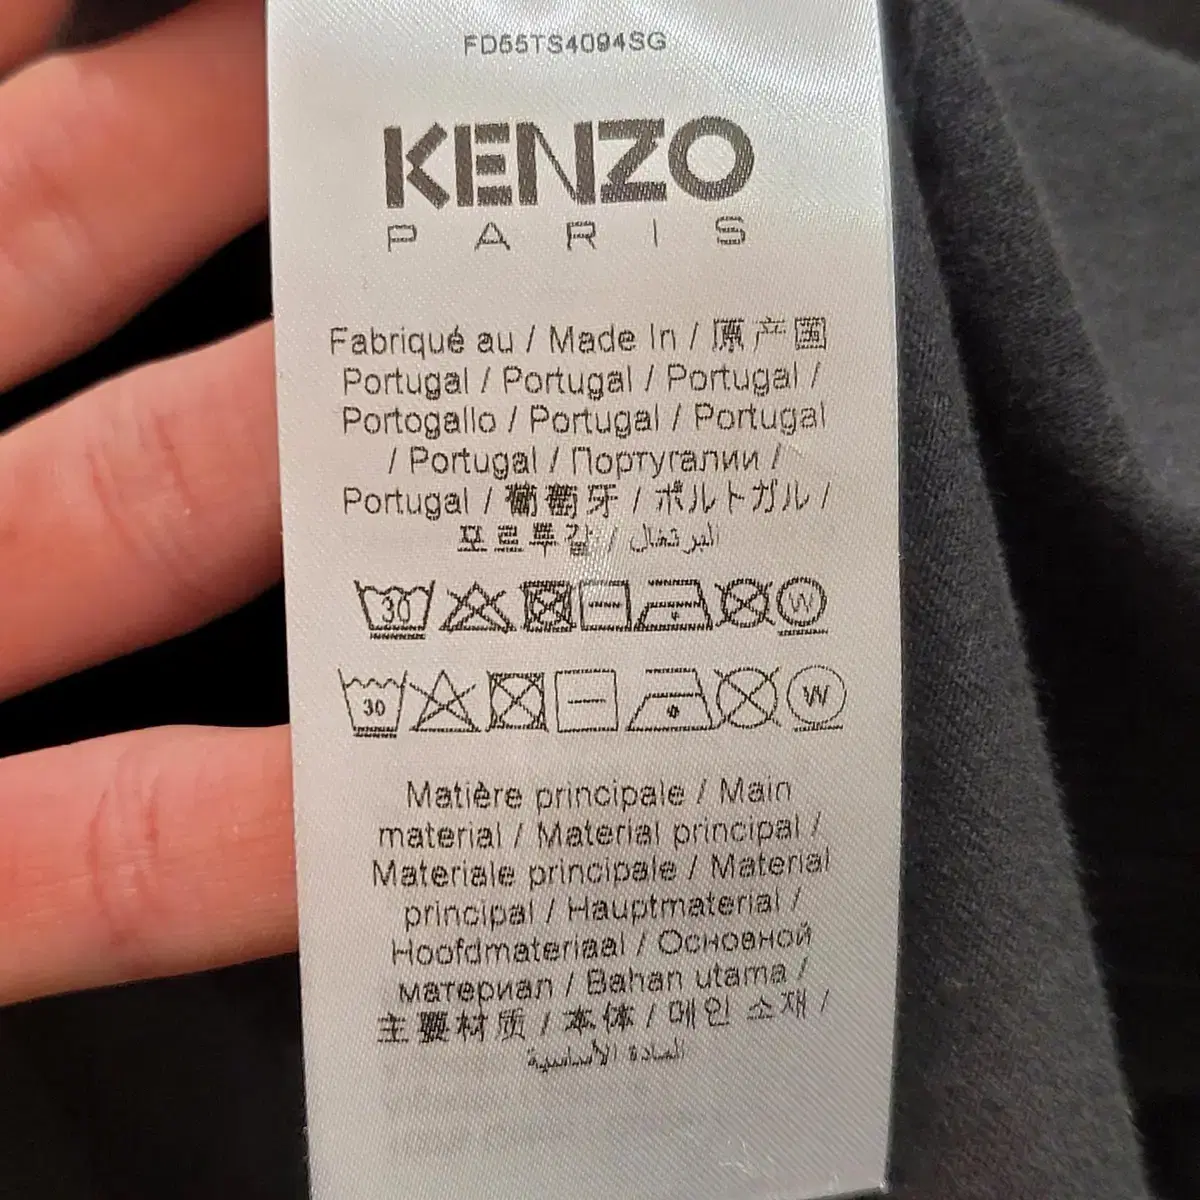 FD55TS4094SG
KENZO
PARIS
Fabriqué au / Made In / 原产国
Portugal / Portugal / Portugal /
Portogallo / Portugal / Portugal
/ Portugal / Португалии /
Portugal / 葡萄牙 / ポルトガル /
포르투갈 / البرتغال
30 W
30 W
Matière principale / Main
material / Material principal /
Materiale principale / Material
principal / Hauptmaterial /
Hoofdmateriaal / Основной
материал / Bahan utama /
主要材质 / 本体 / 메인 소재 /
المادة الأساسية